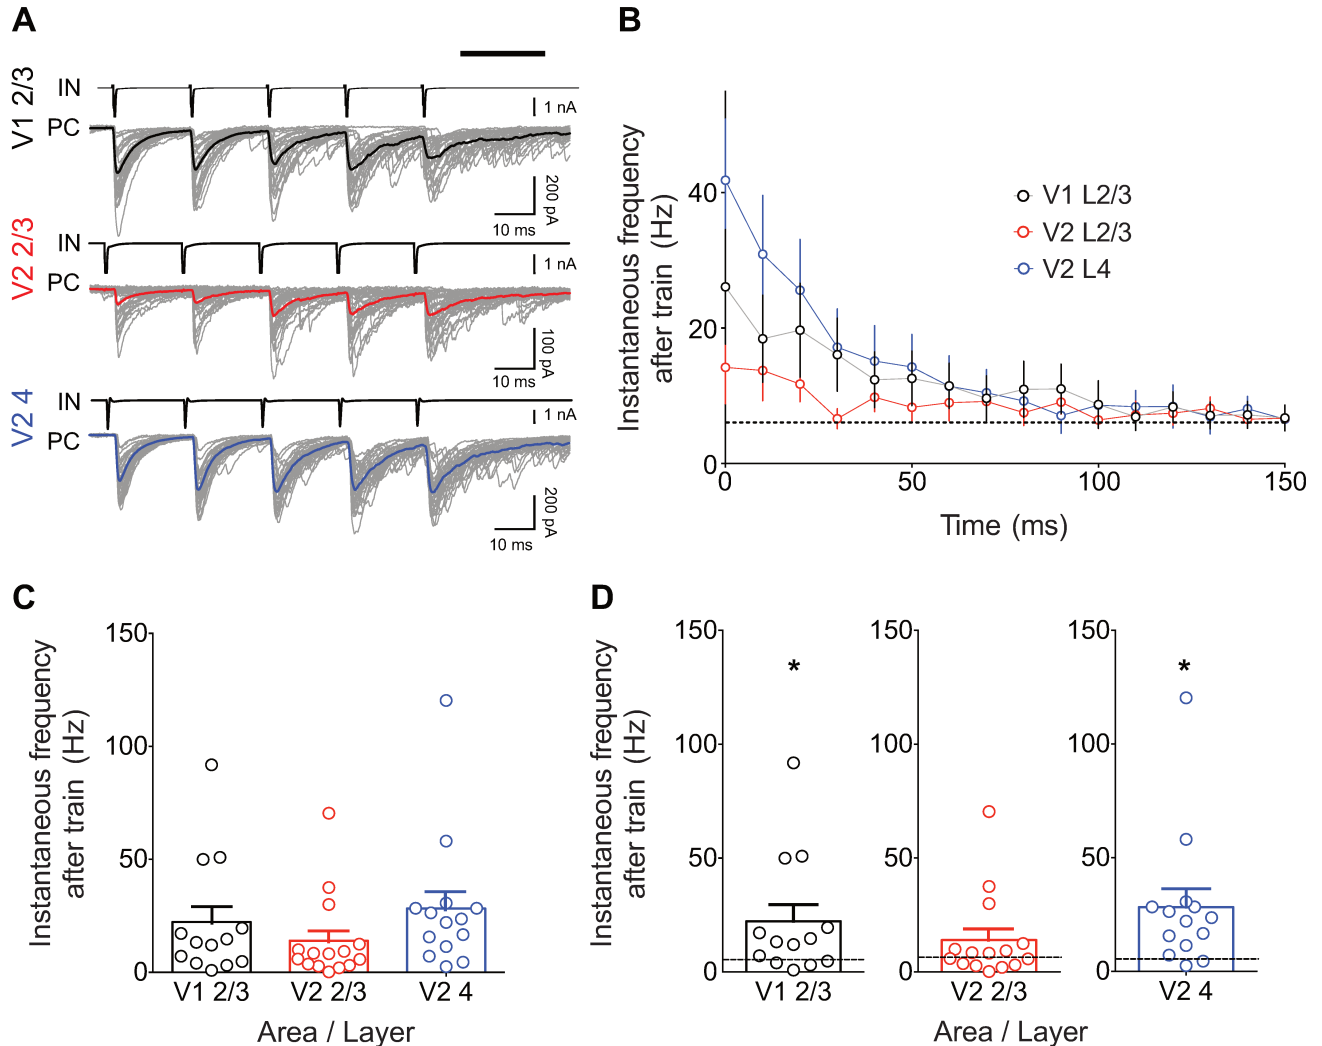 A
V1 2/3
IN
1 nA
PC
200 pA
10 ms
V2 2/3
IN
1 nA
PC
100 pA
10 ms
V2 4
IN
1 nA
PC
200 pA
10 ms
B
Instantaneous frequency
after train (Hz)
40
20
0
V1 L2/3
V2 L2/3
V2 L4
0 50 100 150
Time (ms)
C
Instantaneous frequency
after train (Hz)
150
100
50
0
V1 2/3 V2 2/3 V2 4
Area / Layer
D
Instantaneous frequency
after train (Hz)
150
100
50
0
*
V1 2/3
150
100
50
0
V2 2/3
150
100
50
0
*
V2 4
Area / Layer